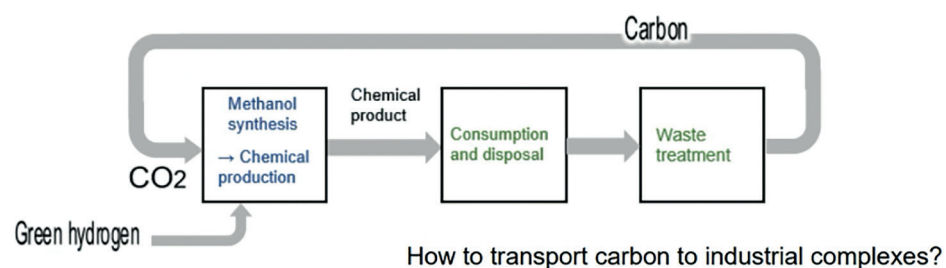 Carbon
Methanol
synthesis
→ Chemical
production
Chemical
product
Consumption
and disposal
Waste
treatment
CO2
Green hydrogen
How to transport carbon to industrial complexes?